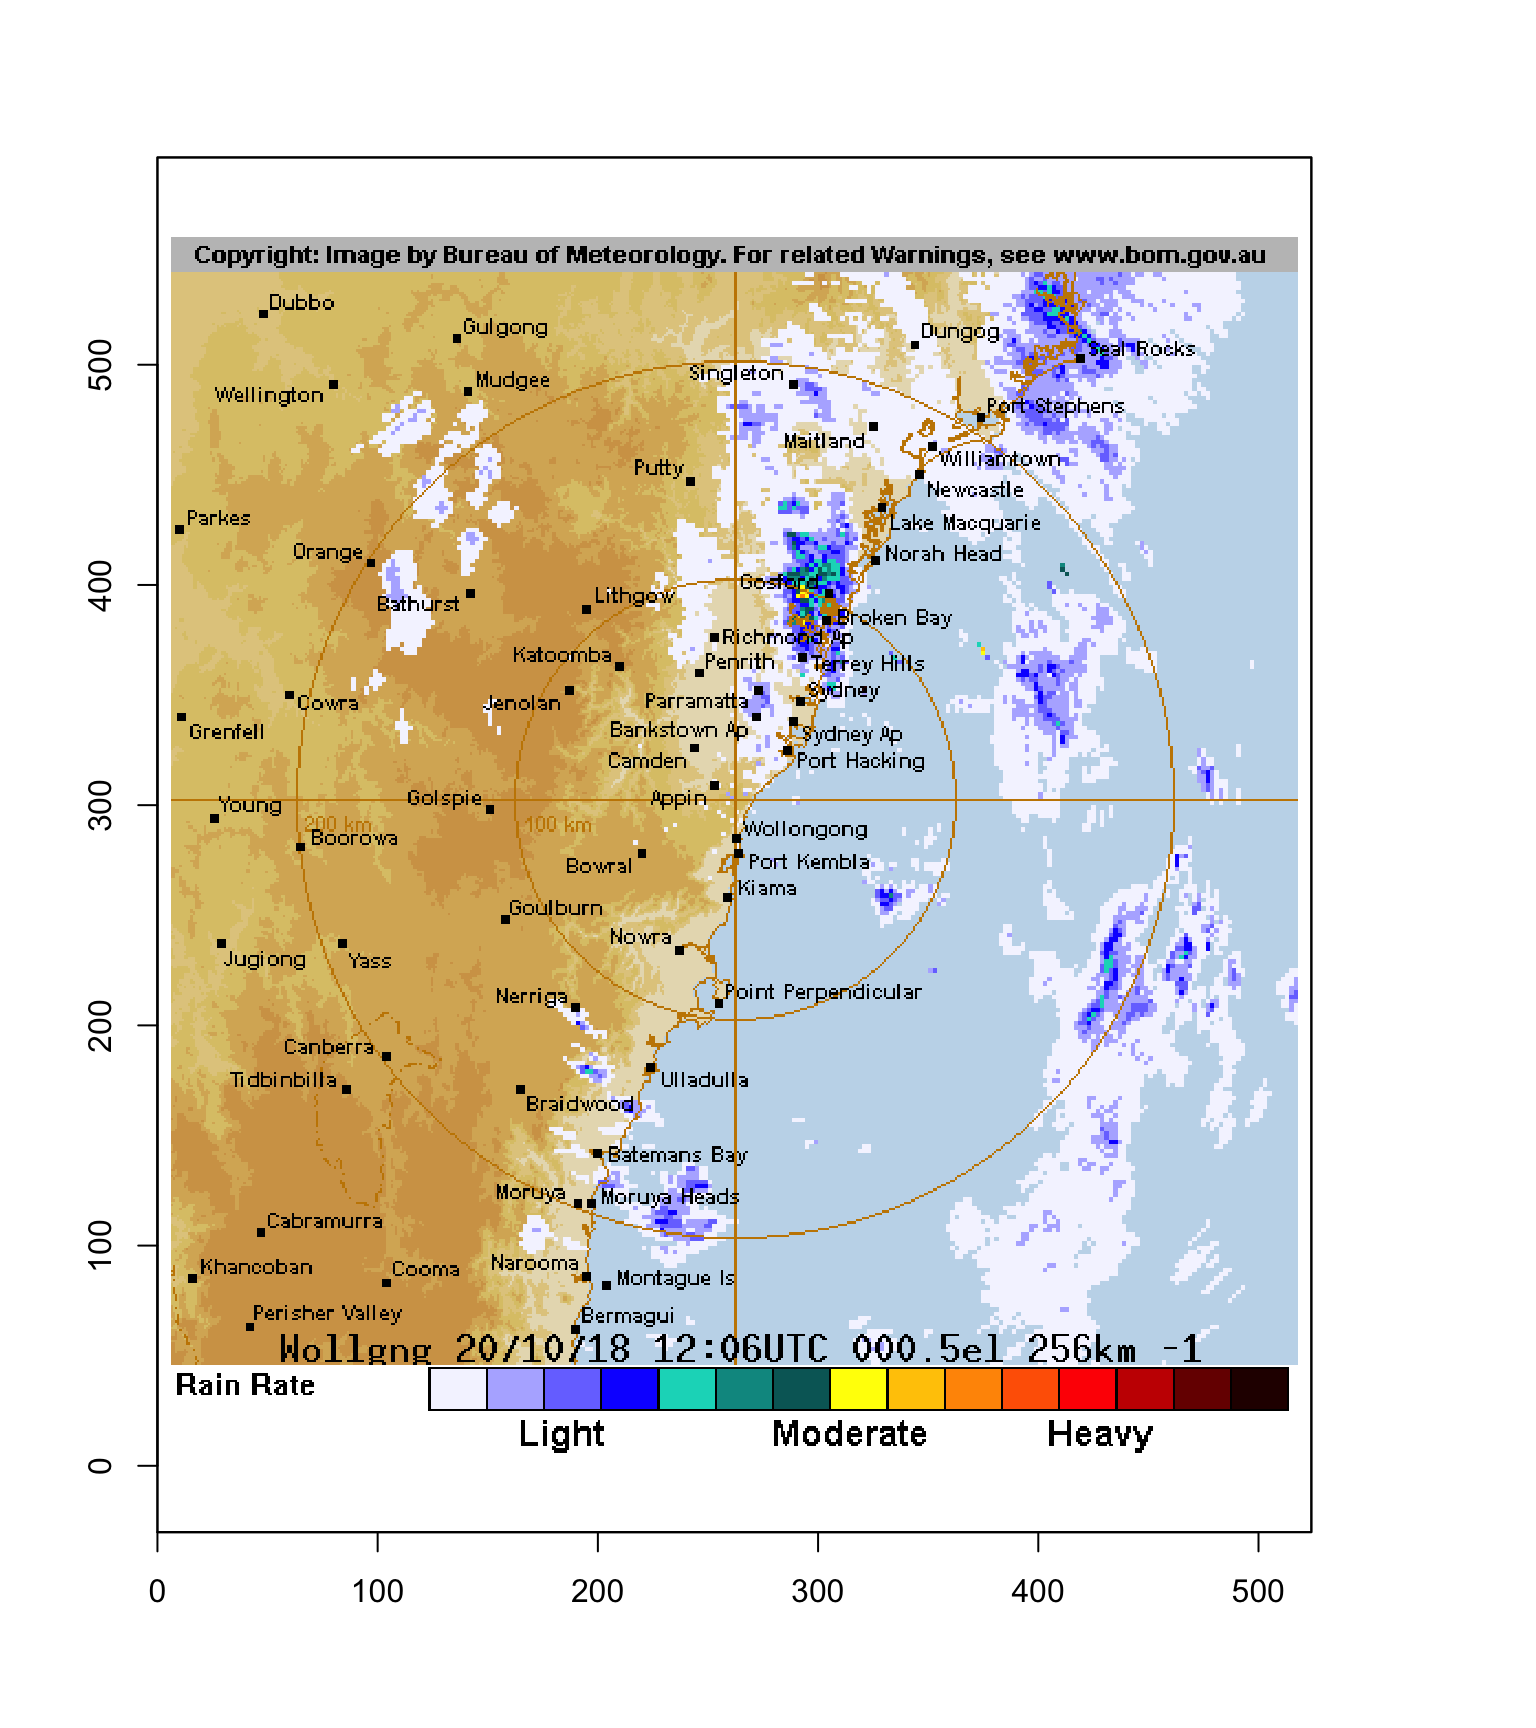 Copyright: Image by Bureau of Meteorology. For related Warnings, see www.bom.gov.au
Dubbo
Gulgong
Dungog
Seal Rocks
500
Singleton
Mudgee
Wellington
Port Stephens
Maitland
Williamtown
Putty
Newcastle
Parkes
Lake Macquarie
Orange
Norah Head
400
Gosford
Lithgow
Bathurst
Broken Bay
Richmond Ap
Katoomba
Penrith
Terrey Hills
Sydney
Cowra
Jenolan
Parramatta
Grenfell
Bankstown Ap
Sydney Ap
Camden
Port Hacking
300
Young
Golspie
Appin
200 km
100 km
Boorowa
Wollongong
Bowral
Port Kembla
Kiama
Goulburn
Nowra
Jugiong
Yass
Nerriga
Point Perpendicular
200
Canberra
Tidbinbilla
Ulladulla
Braidwood
Batemans Bay
Moruya
Moruya Heads
Cabramurra
100
Khancoban
Cooma
Narooma
Montague Is
Perisher Valley
Bermagui
Wollgng 20/10/18 12:06UTC 000.5el 256km -1
Rain Rate
Light
Moderate
Heavy
0
0
100
200
300
400
500